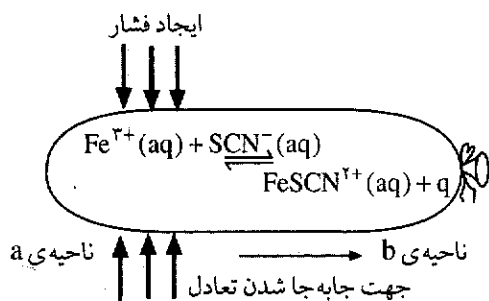 ایجاد فشار
Fe³⁺(aq) + SCN⁻(aq)
⇌
FeSCN²⁺(aq) + q
ناحیه‌ی a
ناحیه‌ی b
جهت جابه‌جا شدن تعادل